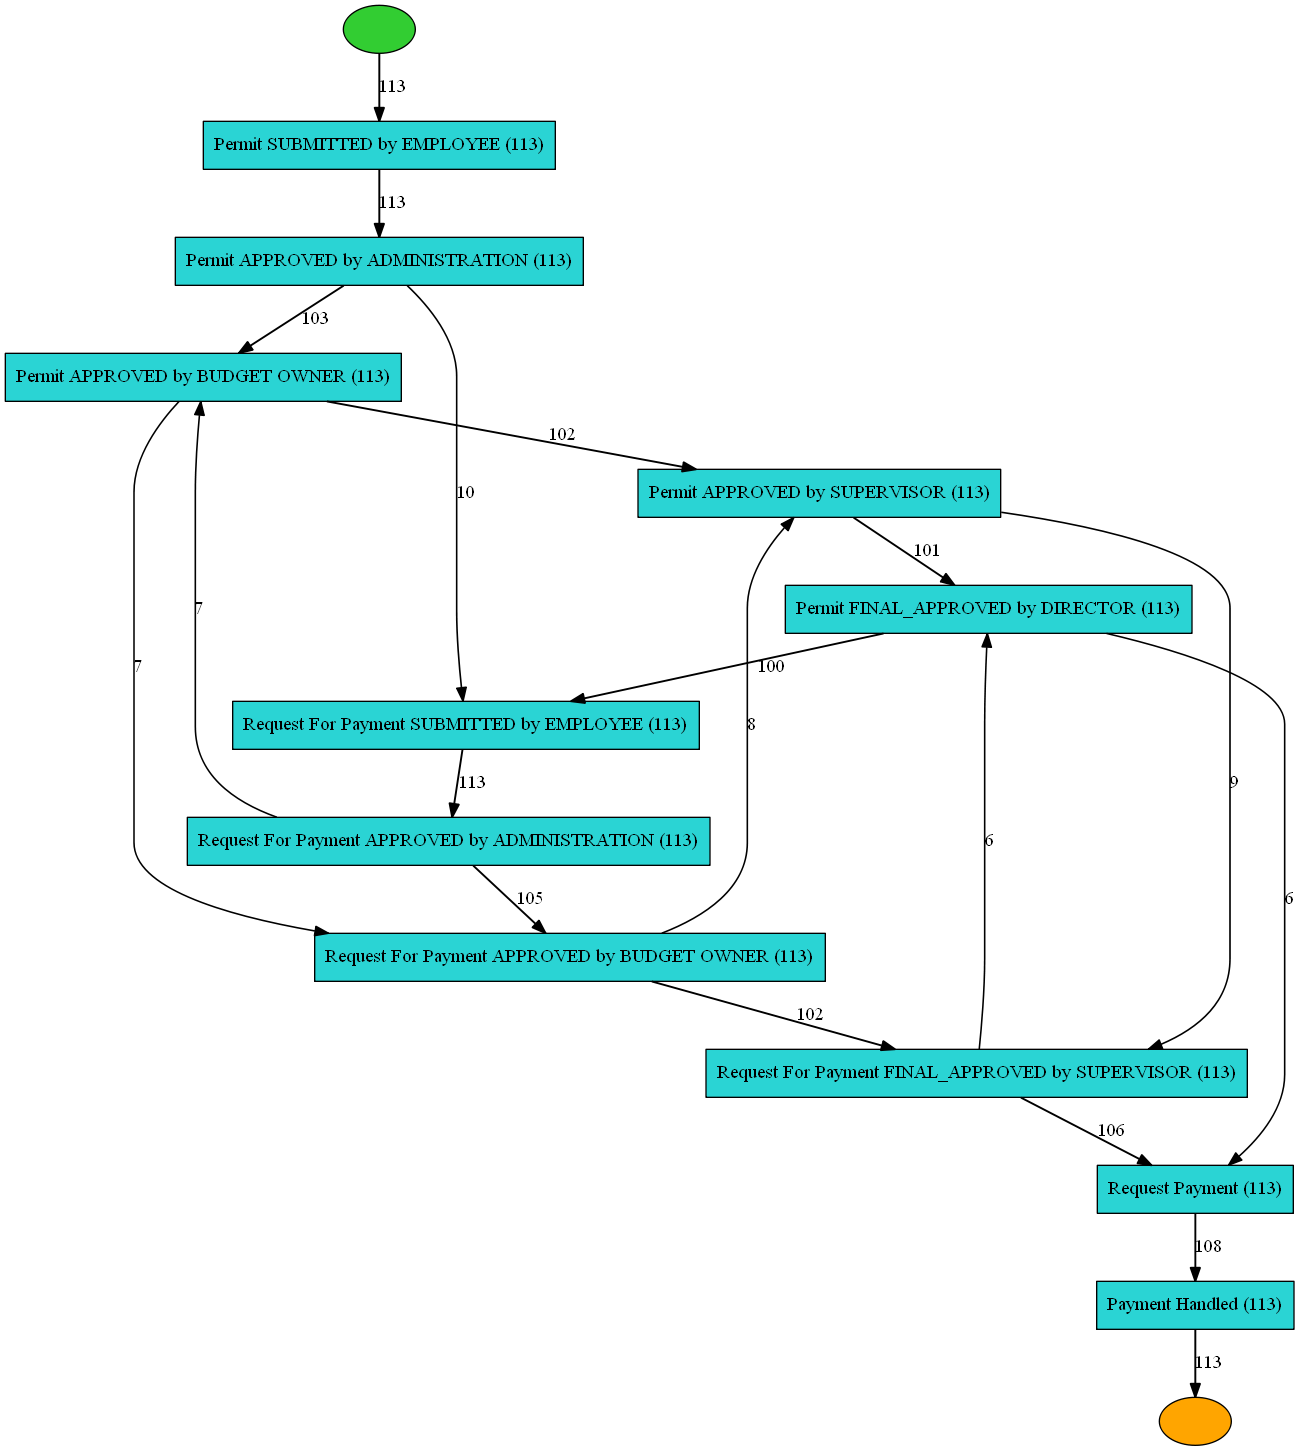 113
Permit SUBMITTED by EMPLOYEE (113)
113
Permit APPROVED by ADMINISTRATION (113)
103
Permit APPROVED by BUDGET OWNER (113)
102
10
Permit APPROVED by SUPERVISOR (113)
101
7
Permit FINAL_APPROVED by DIRECTOR (113)
7
100
Request For Payment SUBMITTED by EMPLOYEE (113)
8
113
9
Request For Payment APPROVED by ADMINISTRATION (113)
6
105
6
Request For Payment APPROVED by BUDGET OWNER (113)
102
Request For Payment FINAL_APPROVED by SUPERVISOR (113)
106
Request Payment (113)
108
Payment Handled (113)
113